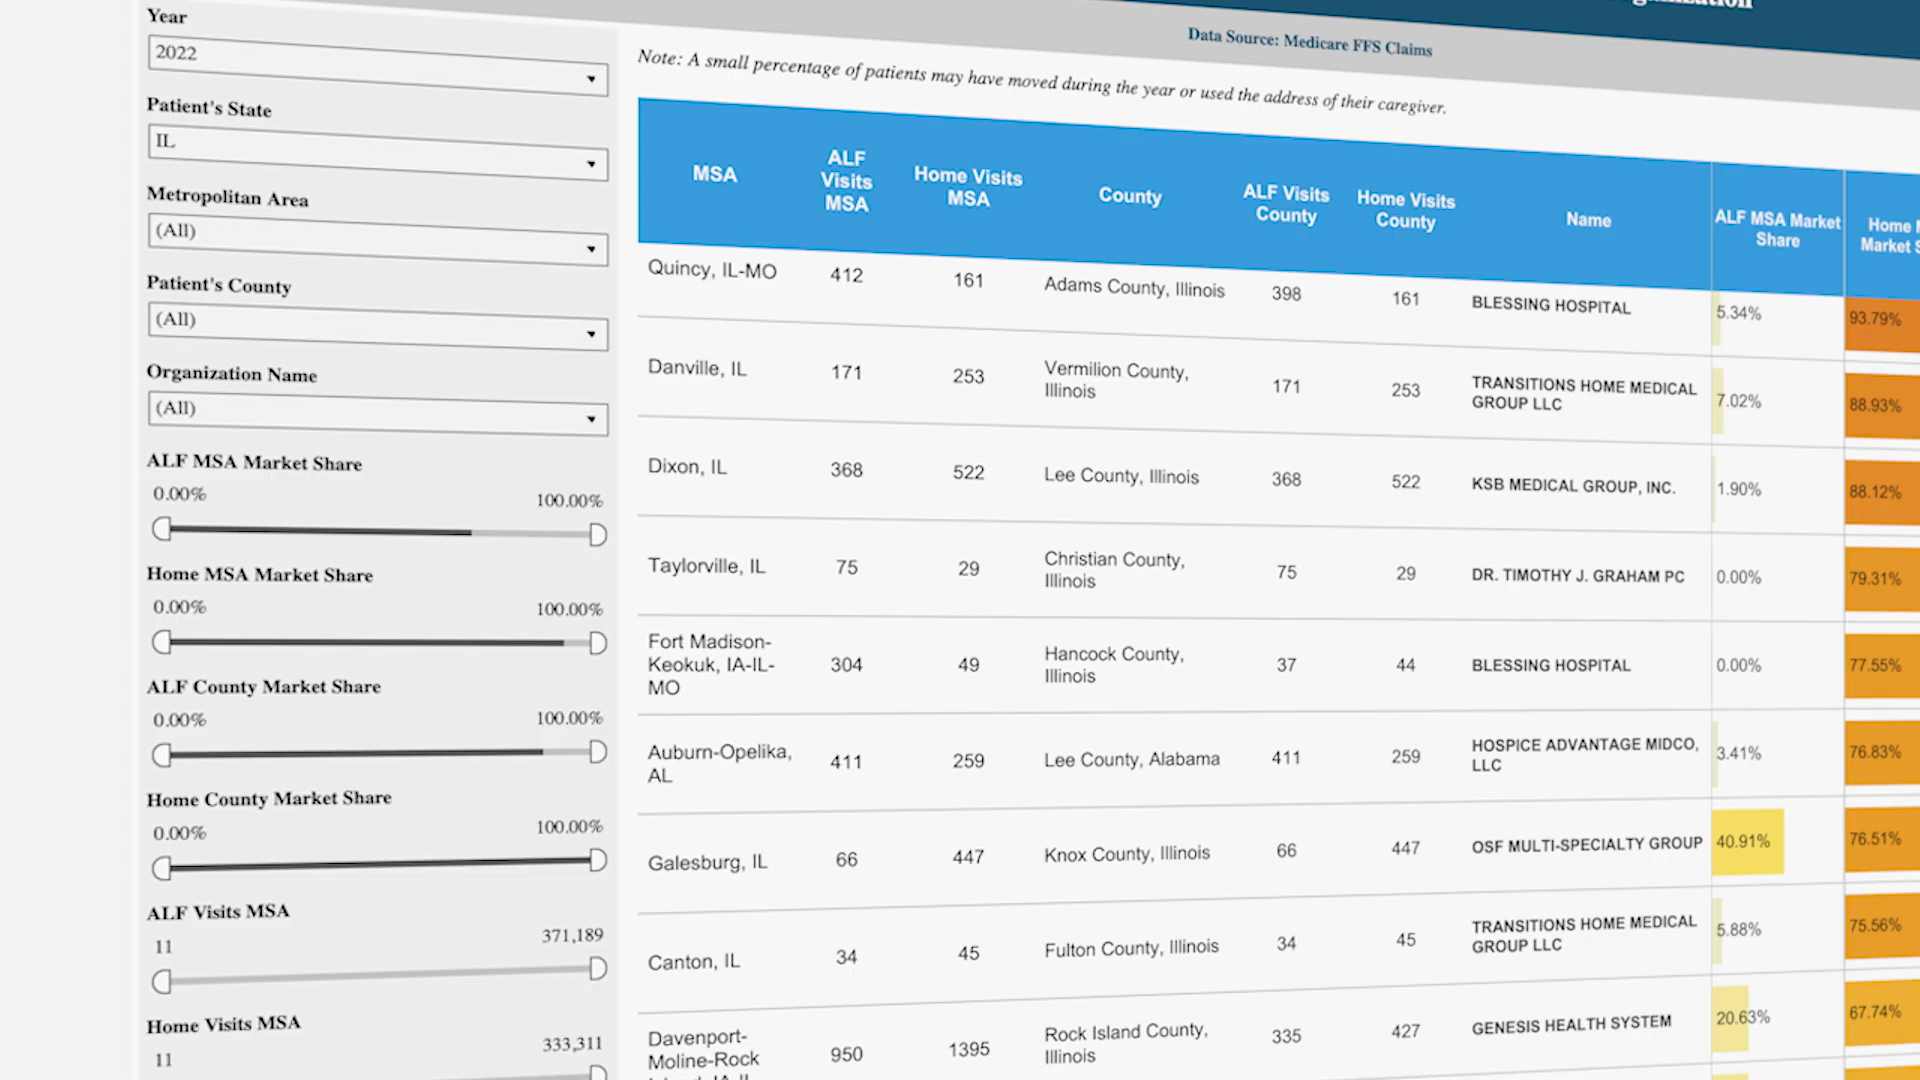 Year
2022
Patient's State
IL
Metropolitan Area
(All)
Patient's County
(All)
Organization Name
(All)
ALF MSA Market Share
0.00%
100.00%
Home MSA Market Share
0.00%
100.00%
ALF County Market Share
0.00%
100.00%
Home County Market Share
0.00%
100.00%
ALF Visits MSA
11
371,189
Home Visits MSA
11
333,311
Data Source: Medicare FFS Claims
Note: A small percentage of patients may have moved during the year or used the address of their caregiver.
MSA
ALF
Visits
MSA
Home Visits
MSA
County
ALF Visits
County
Home Visits
County
Name
ALF MSA Market
Share
Home
Market
Quincy, IL-MO
412
161
Adams County, Illinois
398
161
BLESSING HOSPITAL
5.34%
93.79%
Danville, IL
171
253
Vermilion County,
Illinois
171
253
TRANSITIONS HOME MEDICAL
GROUP LLC
7.02%
88.93%
Dixon, IL
368
522
Lee County, Illinois
368
522
KSB MEDICAL GROUP, INC.
1.90%
88.12%
Taylorville, IL
75
29
Christian County,
Illinois
75
29
DR. TIMOTHY J. GRAHAM PC
0.00%
79.31%
Fort Madison-
Keokuk, IA-IL-
MO
304
49
Hancock County,
Illinois
37
44
BLESSING HOSPITAL
0.00%
77.55%
Auburn-Opelika,
AL
411
259
Lee County, Alabama
411
259
HOSPICE ADVANTAGE MIDCO,
LLC
3.41%
76.83%
Galesburg, IL
66
447
Knox County, Illinois
66
447
OSF MULTI-SPECIALTY GROUP
40.91%
76.51%
Canton, IL
34
45
Fulton County, Illinois
34
45
TRANSITIONS HOME MEDICAL
GROUP LLC
5.88%
75.56%
Davenport-
Moline-Rock
950
1395
Rock Island County,
Illinois
335
427
GENESIS HEALTH SYSTEM
20.63%
67.74%